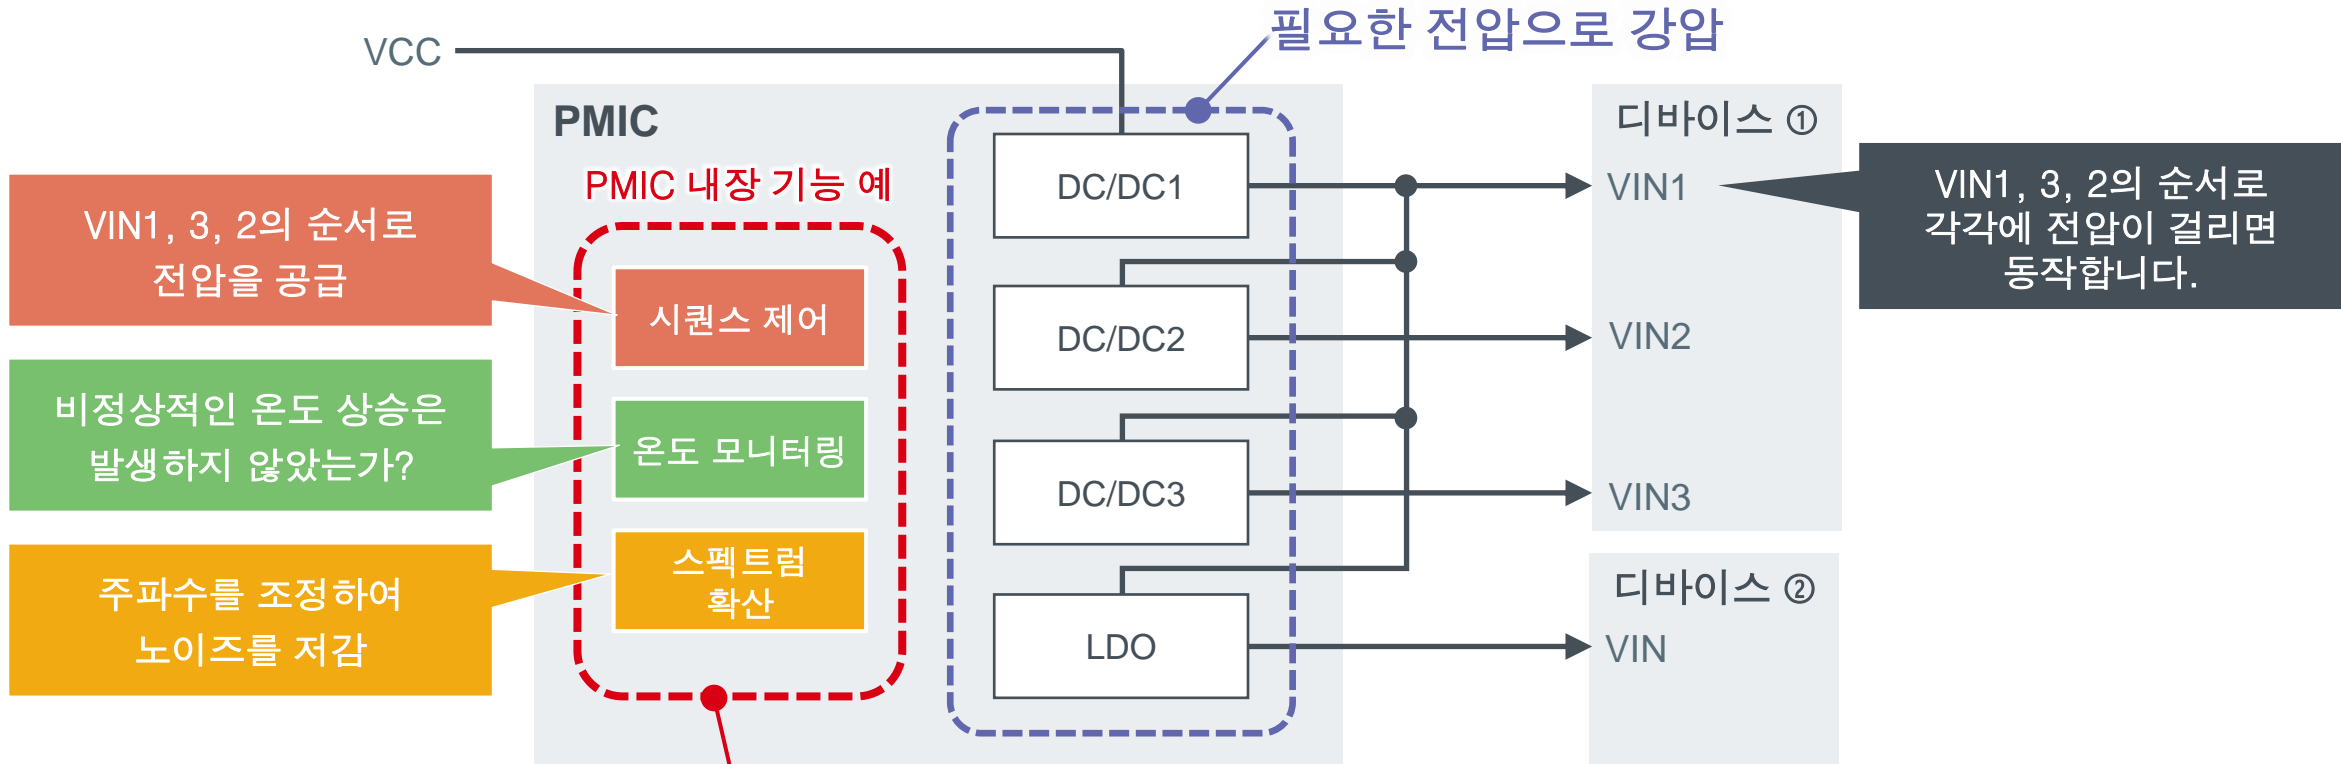 필요한 전압으로 강압
VCC
PMIC
PMIC 내장 기능 예
VIN1, 3, 2의 순서로
전압을 공급
시퀀스 제어
비정상적인 온도 상승은
발생하지 않았는가?
온도 모니터링
주파수를 조정하여
노이즈를 저감
스펙트럼
확산
DC/DC1
DC/DC2
DC/DC3
LDO
디바이스 ①
VIN1
VIN2
VIN3
VIN1, 3, 2의 순서로
각각에 전압이 걸리면
동작합니다.
디바이스 ②
VIN